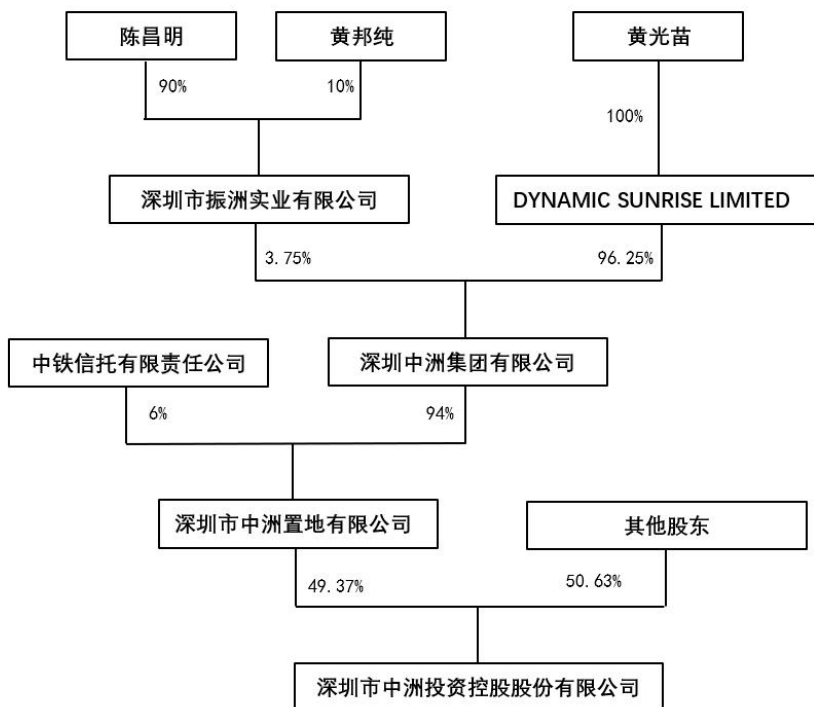 陈昌明
黄邦纯
黄光苗
90%
10%
100%
深圳市振洲实业有限公司
DYNAMIC SUNRISE LIMITED
3.75%
96.25%
中铁信托有限责任公司
深圳中洲集团有限公司
6%
94%
深圳市中洲置地有限公司
其他股东
49.37%
50.63%
深圳市中洲投资控股股份有限公司